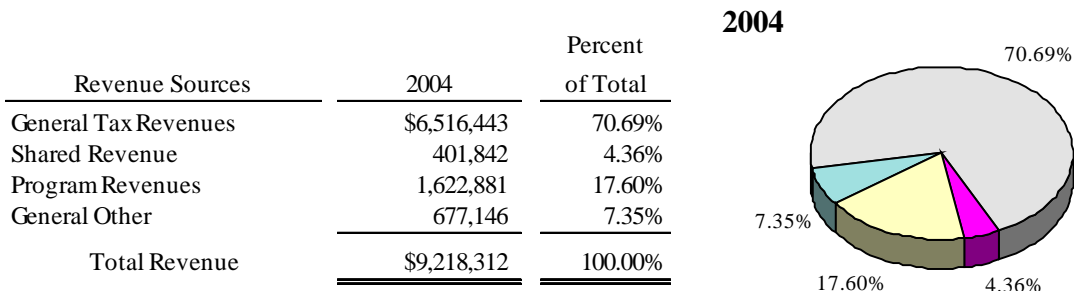 2004
Percent
Revenue Sources 2004 of Total
General Tax Revenues $6,516,443 70.69%
Shared Revenue 401,842 4.36%
Program Revenues 1,622,881 17.60%
General Other 677,146 7.35%
Total Revenue $9,218,312 100.00%
70.69%
7.35%
17.60%
4.36%